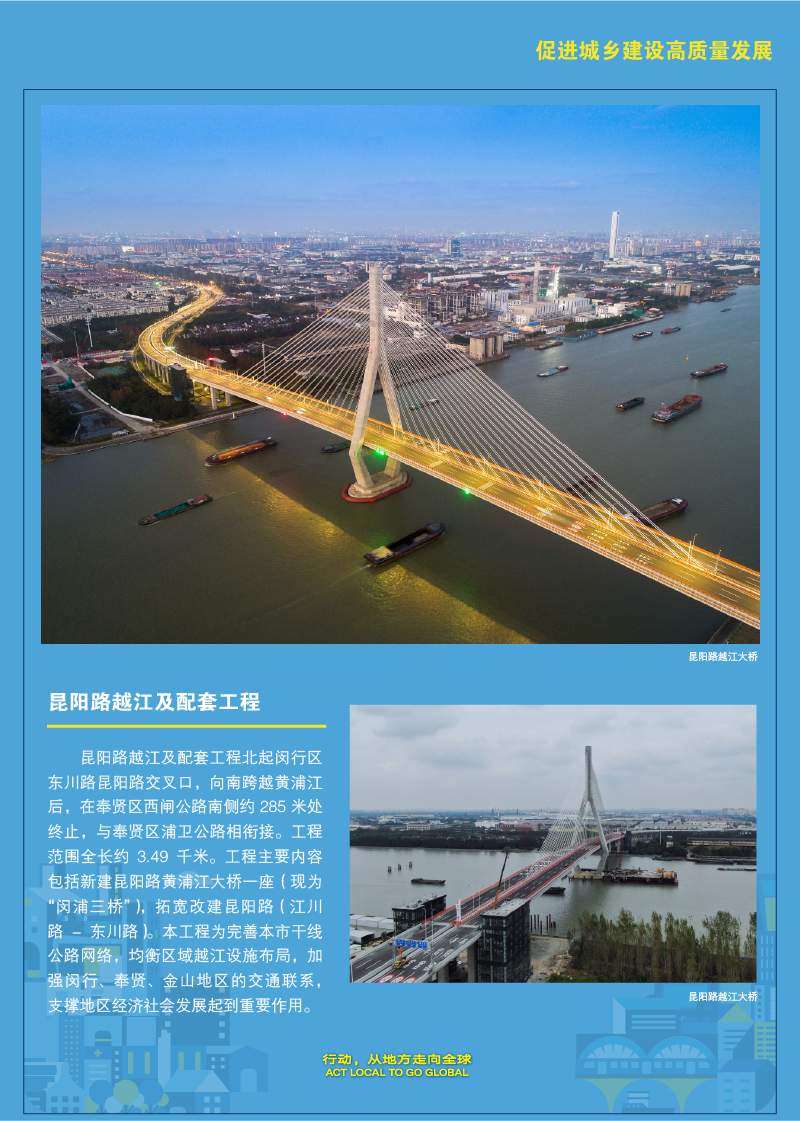 促进城乡建设高质量发展
昆阳路越江大桥
昆阳路越江及配套工程
昆阳路越江及配套工程北起闵行区
东川路昆阳路交叉口，向南跨越黄浦江
后，在奉贤区西闸公路南侧约 285 米处
终止，与奉贤区浦卫公路相衔接。工程
范围全长约 3.49 千米。工程主要内容
包括新建昆阳路黄浦江大桥一座（现为
“闵浦三桥”），拓宽改建昆阳路（江川
路 – 东川路）。本工程为完善本市干线
公路网络，均衡区域越江设施布局，加
强闵行、奉贤、金山地区的交通联系，
支撑地区经济社会发展起到重要作用。
昆阳路越江大桥
行动，从地方走向全球
ACT LOCAL TO GO GLOBAL